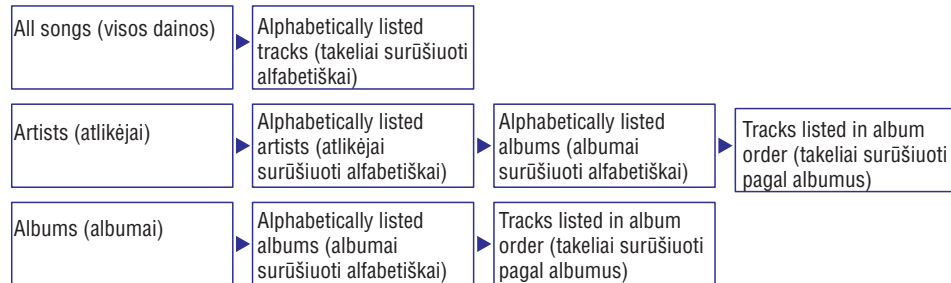 All songs (visos dainos)
Alphabetically listed
tracks (takeliai surūšiuoti
alfabetiškai)
Artists (atlikėjai)
Alphabetically listed
artists (atlikėjai
surūšiuoti alfabetiškai)
Alphabetically listed
albums (albumai
surūšiuoti alfabetiškai)
Tracks listed in album
order (takeliai surūšiuoti
pagal albumus)
Albums (albumai)
Alphabetically listed
albums (albumai
surūšiuoti alfabetiškai)
Tracks listed in album
order (takeliai surūšiuoti
pagal albumus)